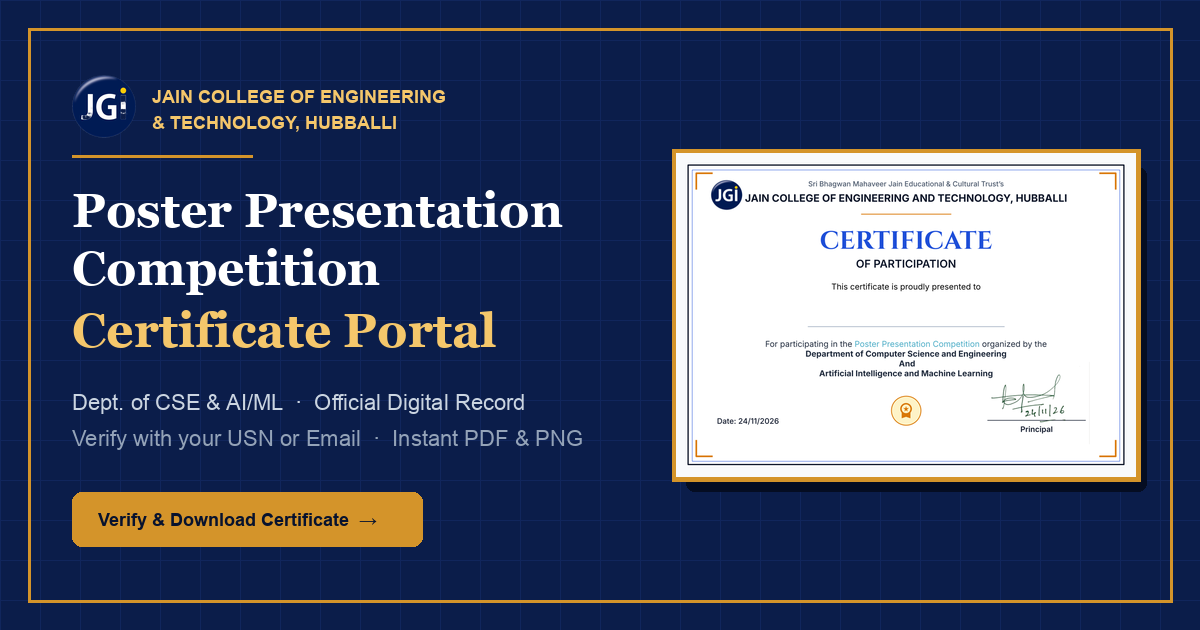 JGi
JAIN COLLEGE OF ENGINEERING
& TECHNOLOGY, HUBBALLI
Poster Presentation
Competition
Certificate Portal
Dept. of CSE & AI/ML · Official Digital Record
Verify with your USN or Email · Instant PDF & PNG
Verify & Download Certificate →
JGi
Sri Bhagwan Mahaveer Jain Educational & Cultural Trust's
JAIN COLLEGE OF ENGINEERING AND TECHNOLOGY, HUBBALLI
CERTIFICATE
OF PARTICIPATION
This certificate is proudly presented to
For participating in the Poster Presentation Competition organized by the
Department of Computer Science and Engineering
And
Artificial Intelligence and Machine Learning
24/11/26
Date: 24/11/2026
Principal